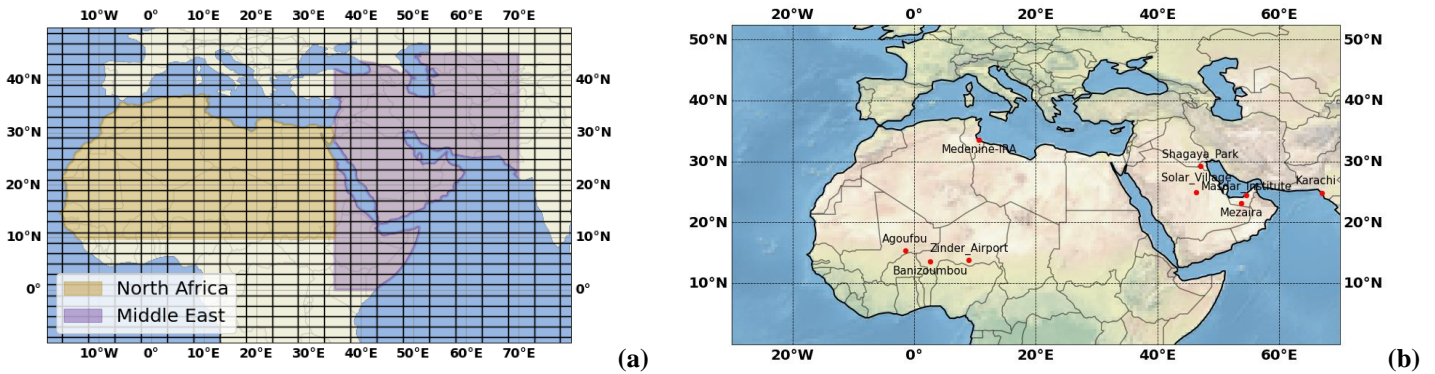 10°W 0° 10°E 20°E 30°E 40°E 50°E 60°E 70°E
40°N 40°N
30°N 30°N
20°N 20°N
10°N 10°N
0° 0°
North Africa
Middle East
10°W 0° 10°E 20°E 30°E 40°E 50°E 60°E 70°E
(a)
20°W 0° 20°E 40°E 60°E
50°N 50°N
40°N 40°N
Medenine-IRA
Shagaya_Park
30°N 30°N
Solar_Village
Masdar_Institute
Karachi
Mezaira
20°N 20°N
Agoufou
Zinder_Airport
Banizoumbou
10°N 10°N
20°W 0° 20°E 40°E 60°E
(b)